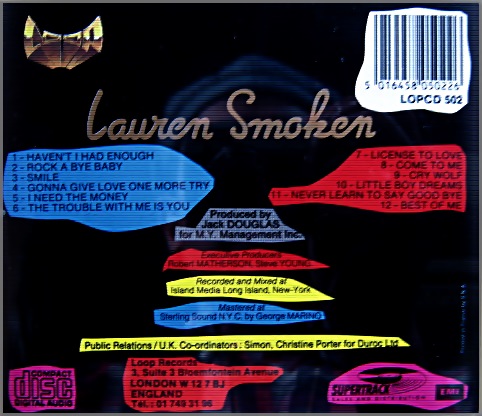 5 016458 050226
LOPCD 502
Lauren Smoken
1 - HAVEN'T I HAD ENOUGH
2 - ROCK A BYE BABY
3 - SMILE
4 - GONNA GIVE LOVE ONE MORE TRY
5 - I NEED THE MONEY
6 - THE TROUBLE WITH ME IS YOU
7 - LICENSE TO LOVE
8 - COME TO ME
9 - CRY WOLF
10 - LITTLE BOY DREAMS
11 - NEVER LEARN TO SAY GOOD BYE
12 - BEST OF ME
Produced by
Jack DOUGLAS
for M.Y. Management Inc.
Executive Producers
Robert MATHERSON, Steve YOUNG
Recorded and Mixed at
Island Media Long Island, New-York
Mastered at
Sterling Sound N.Y.C. by George MARINO
Public Relations / U.K. Co-ordinators : Simon, Christine Porter for Duroc Ltd
Loop Records
3, Suite 3 Bloemfontein Avenue
LONDON W 12 7 BJ
ENGLAND
Tel.: 01 749 31 96
COMPACT
disc
DIGITAL AUDIO
SUPERTRACK
SALES AND DISTRIBUTION